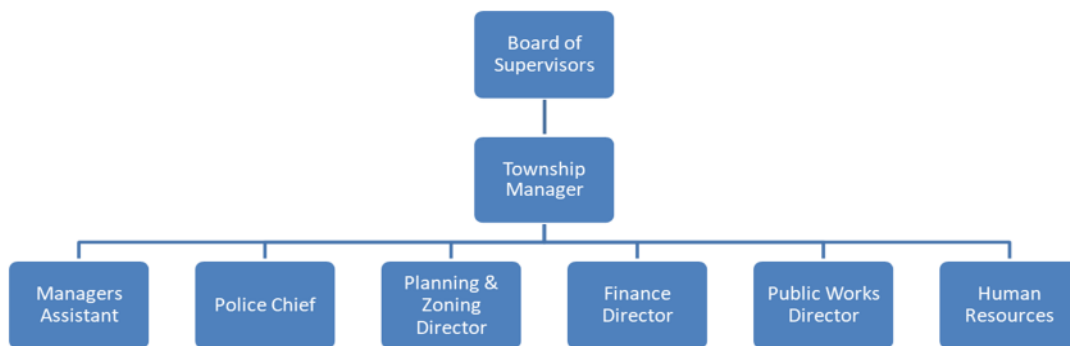 Board of
Supervisors
Township
Manager
Managers
Assistant
Police Chief
Planning &
Zoning
Director
Finance
Director
Public Works
Director
Human
Resources